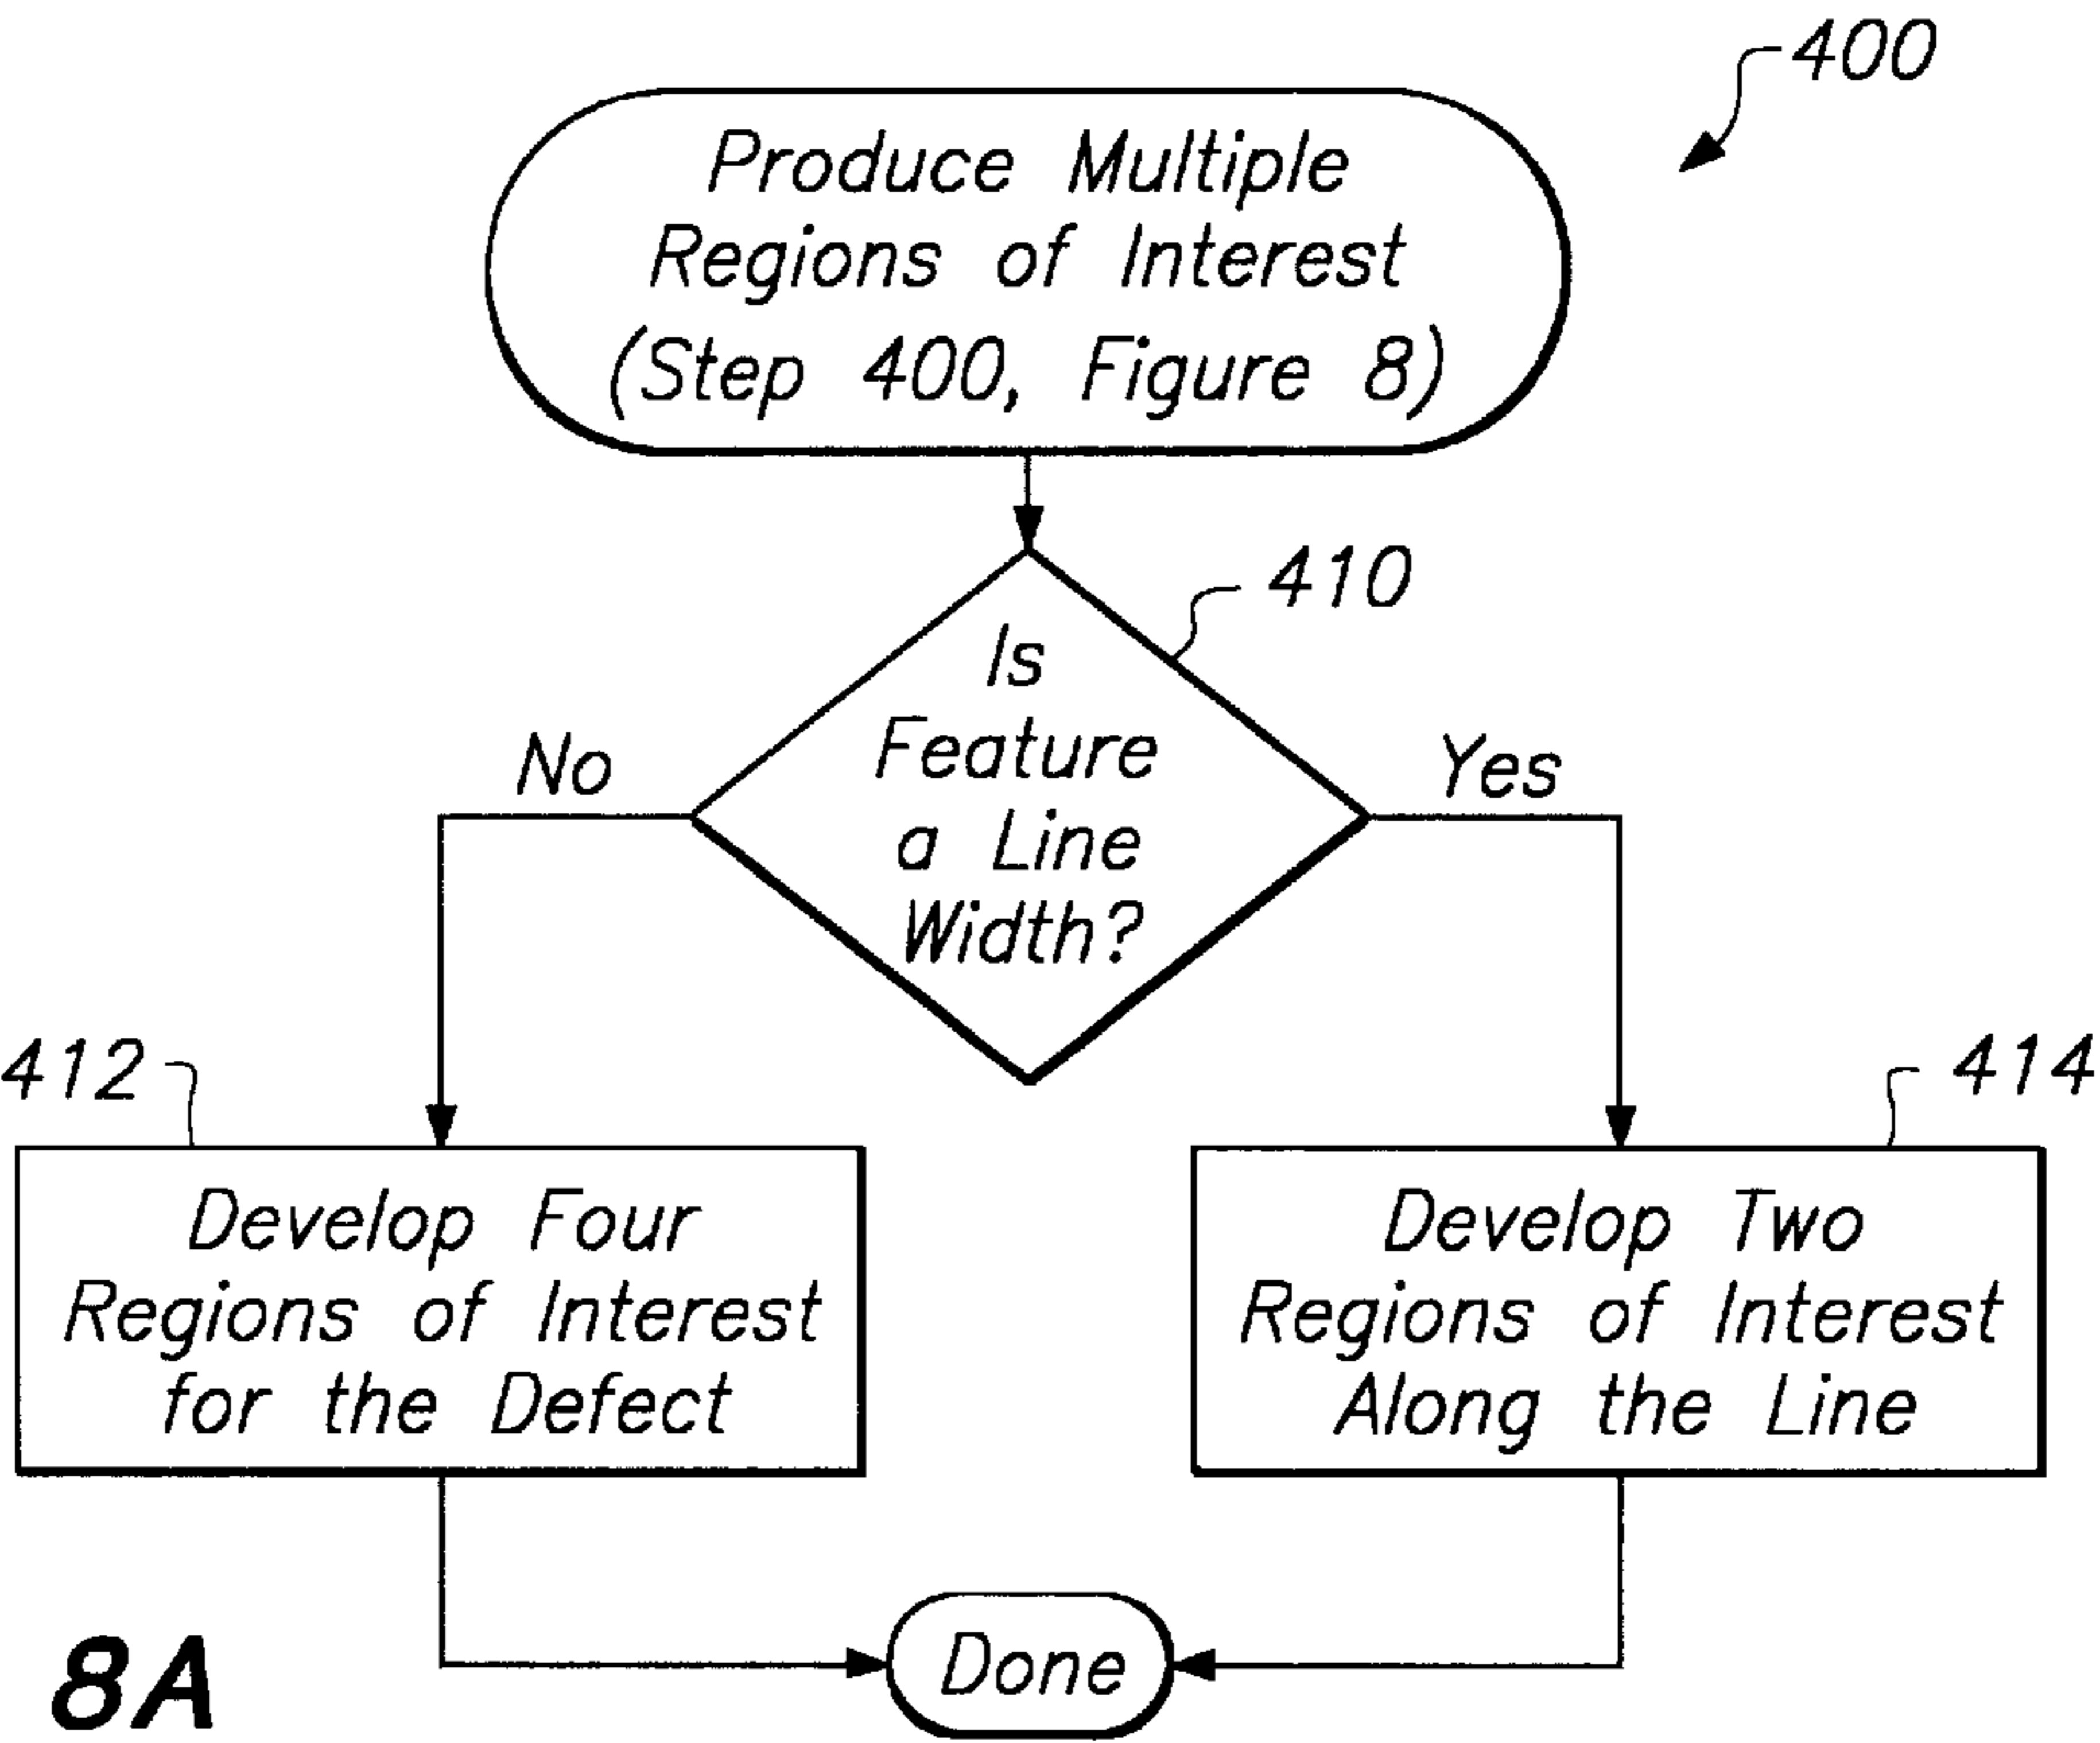 400
Produce Multiple
Regions of Interest
(Step 400, Figure 8)
410
Is
Feature
a Line
Width?
No
Yes
412
Develop Four
Regions of Interest
for the Defect
414
Develop Two
Regions of Interest
Along the Line
Done
8A